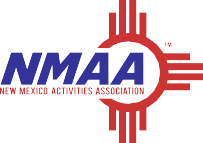 NMAA
TM
NEW MEXICO ACTIVITIES ASSOCIATION